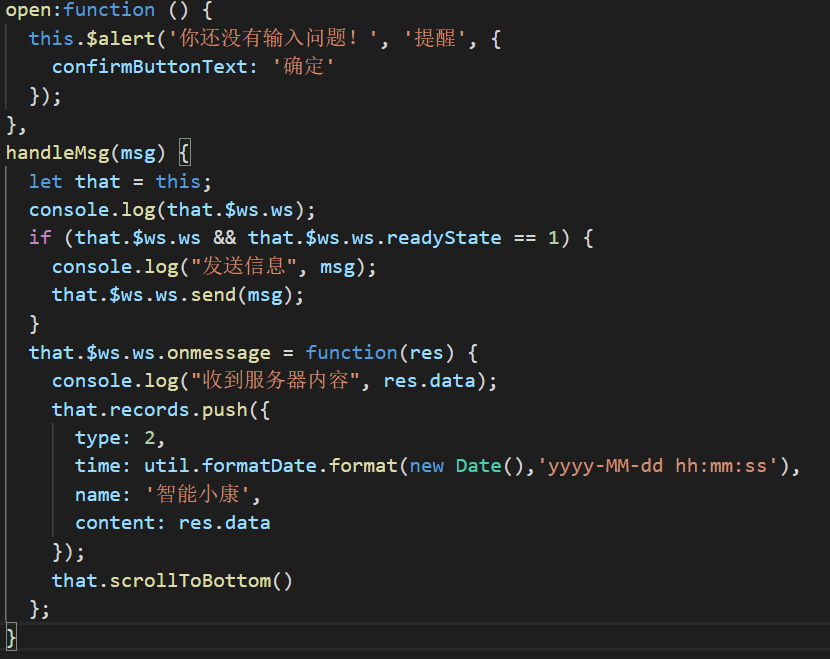 open:function () {
  this.$alert('你还没有输入问题！', '提醒', {
    confirmButtonText: '确定'
  });
},
handleMsg(msg) {
  let that = this;
  console.log(that.$ws.ws);
  if (that.$ws.ws && that.$ws.ws.readyState == 1) {
    console.log("发送信息", msg);
    that.$ws.ws.send(msg);
  }
  that.$ws.ws.onmessage = function(res) {
    console.log("收到服务器内容", res.data);
    that.records.push({
      type: 2,
      time: util.formatDate.format(new Date(),'yyyy-MM-dd hh:mm:ss'),
      name: '智能小康',
      content: res.data
    });
    that.scrollToBottom()
  };
}